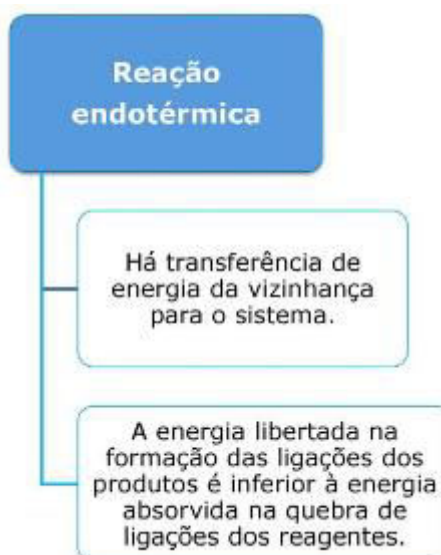 Reação
endotérmica
Há transferência de
energia da vizinhança
para o sistema.
A energia libertada na
formação das ligações dos
produtos é inferior à energia
absorvida na quebra de
ligações dos reagentes.